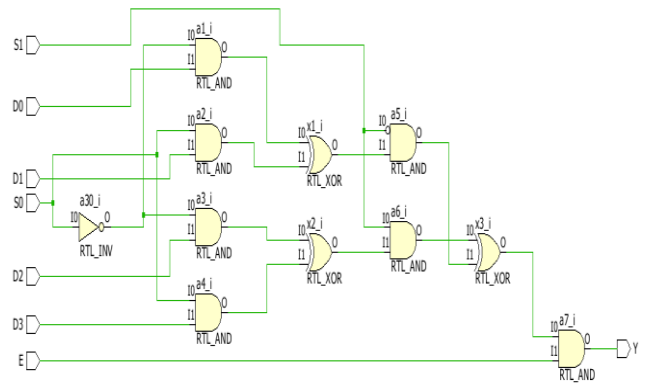 S1
D0
D1
S0
D2
D3
E
a1_i
I0
I1
O
RTL_AND
a2_i
I0
I1
O
RTL_AND
a30_i
I0
O
RTL_INV
a3_i
I0
I1
O
RTL_AND
a4_i
I0
I1
O
RTL_AND
x1_i
I0
I1
O
RTL_XOR
x2_i
I0
I1
O
RTL_XOR
a5_i
I0
I1
O
RTL_AND
a6_i
I0
I1
O
RTL_AND
x3_i
I0
I1
O
RTL_XOR
a7_i
I0
I1
O
RTL_AND
Y